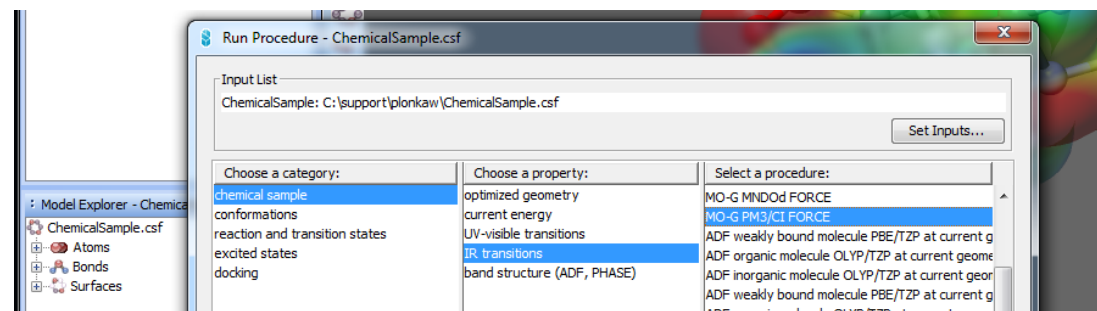 Run Procedure - ChemicalSample.csf
Input List
ChemicalSample: C:\support\plonkaw\ChemicalSample.csf
Set Inputs...
Choose a category:
chemical sample
conformations
reaction and transition states
excited states
docking
Choose a property:
optimized geometry
current energy
UV-visible transitions
IR transitions
band structure (ADF, PHASE)
Select a procedure:
MO-G MNDOd FORCE
MO-G PM3/CI FORCE
ADF weakly bound molecule PBE/TZP at current g
ADF organic molecule OLYP/TZP at current geome
ADF inorganic molecule OLYP/TZP at current geor
ADF weakly bound molecule PBE/TZP at current g
Model Explorer - Chemica
ChemicalSample.csf
Atoms
Bonds
Surfaces